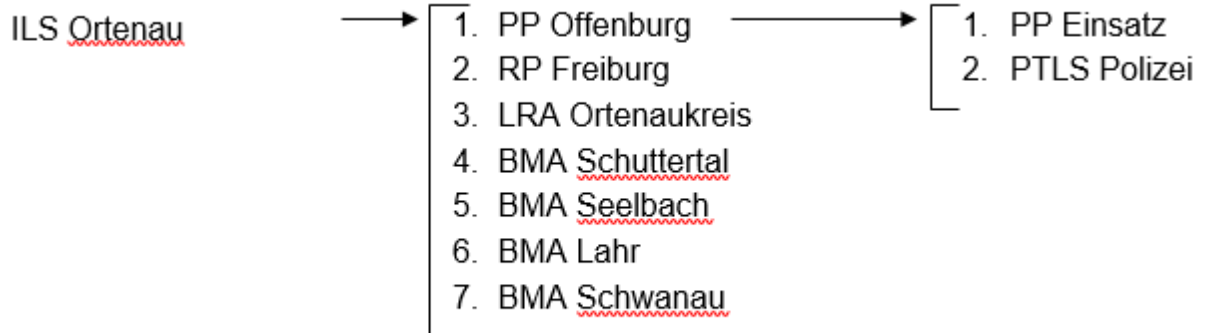 ILS Ortenau
1. PP Offenburg
2. RP Freiburg
3. LRA Ortenaukreis
4. BMA Schuttertal
5. BMA Seelbach
6. BMA Lahr
7. BMA Schwanau
1. PP Einsatz
2. PTLS Polizei